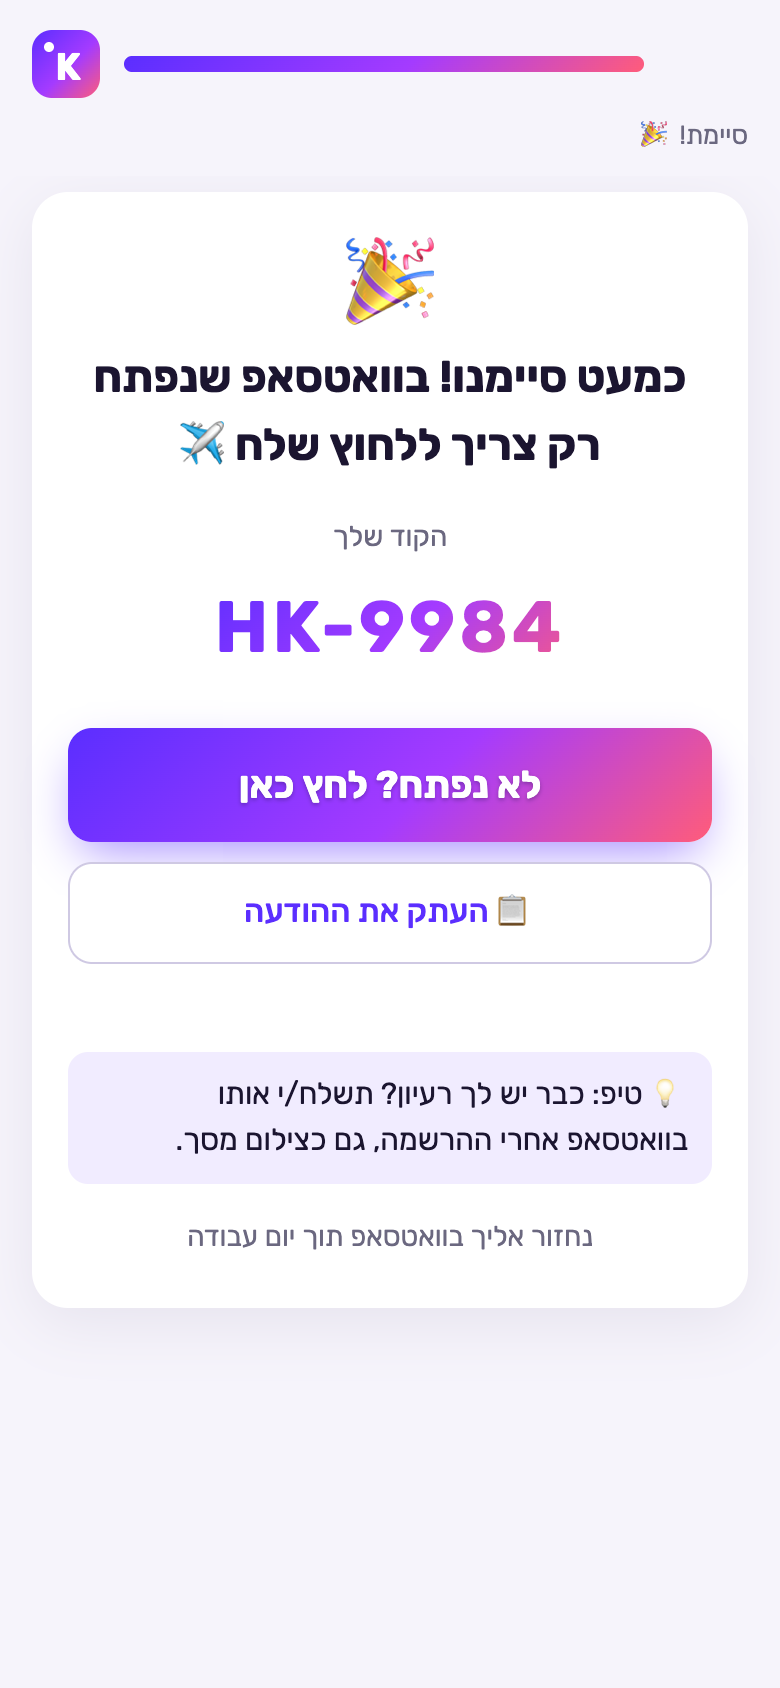 K
סיימת! 🎉
כמעט סיימנו! בוואטסאפ שנפתח
רק צריך ללחוץ שלח ✈️
הקוד שלך
HK-9984
לא נפתח? לחץ כאן
📋 העתק את ההודעה
💡 טיפ: כבר יש לך רעיון? תשלח/י אותו
בוואטסאפ אחרי ההרשמה, גם כצילום מסך.
נחזור אליך בוואטסאפ תוך יום עבודה